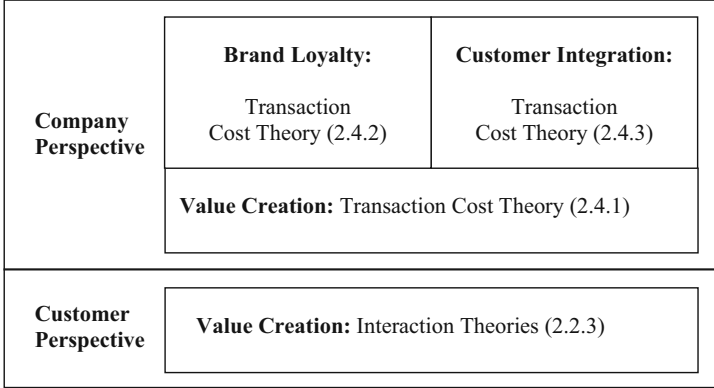 Company
Perspective
Brand Loyalty:
Transaction
Cost Theory (2.4.2)
Customer Integration:
Transaction
Cost Theory (2.4.3)
Value Creation: Transaction Cost Theory (2.4.1)
Customer
Perspective
Value Creation: Interaction Theories (2.2.3)